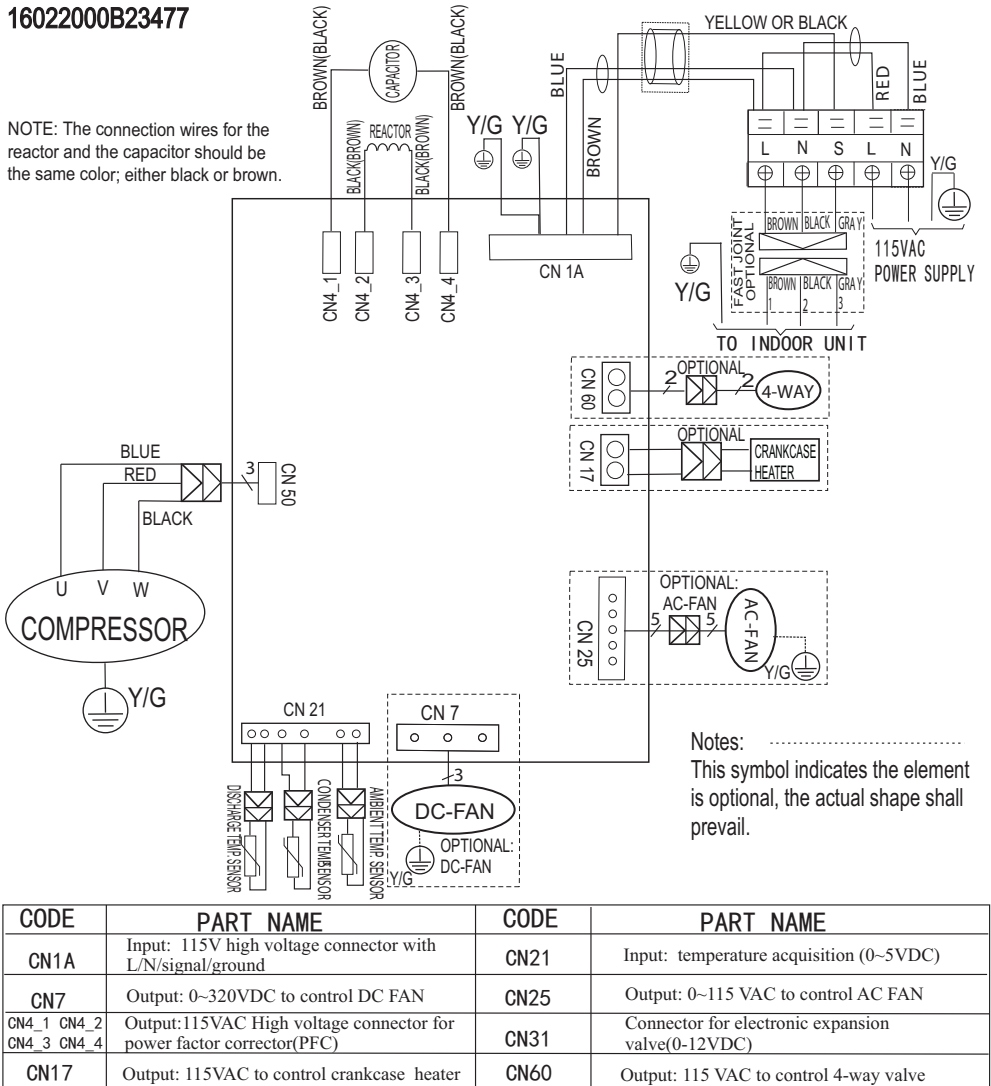 16022000B23477
NOTE: The connection wires for the
reactor and the capacitor should be
the same color; either black or brown.
BROWN(BLACK)
CAPACITOR
BROWN(BLACK)
BLACK(BROWN)
REACTOR
BLACK(BROWN)
Y/G
Y/G
BLUE
BROWN
YELLOW OR BLACK
RED
BLUE
L N S L N
Y/G
CN4_1
CN4_2
CN4_3
CN4_4
CN 1A
Y/G
FAST JOINT
OPTIONAL
BROWN BLACK GRAY
BROWN BLACK GRAY
1 2 3
115VAC
POWER SUPPLY
TO INDOOR UNIT
CN 60
2
OPTIONAL
2
4-WAY
CN 17
OPTIONAL
CRANKCASE
HEATER
BLUE
RED
BLACK
3
CN 50
U V W
COMPRESSOR
Y/G
CN 25
OPTIONAL:
AC-FAN
5
5
AC-FAN
Y/G
CN 21
DISCHARGE TEMP. SENSOR
CONDENSER TEMP.SENSOR
AMBIENT TEMP. SENSOR
CN 7
3
DC-FAN
OPTIONAL:
DC-FAN
Y/G
Notes:
This symbol indicates the element
is optional, the actual shape shall
prevail.
CODE PART NAME CODE PART NAME
CN1A Input: 115V high voltage connector with
L/N/signal/ground
CN21 Input: temperature acquisition (0~5VDC)
CN7 Output: 0~320VDC to control DC FAN
CN25 Output: 0~115 VAC to control AC FAN
CN4_1 CN4_2
CN4_3 CN4_4
Output:115VAC High voltage connector for
power factor corrector(PFC)
CN31 Connector for electronic expansion
valve(0-12VDC)
CN17 Output: 115VAC to control crankcase heater
CN60 Output: 115 VAC to control 4-way valve